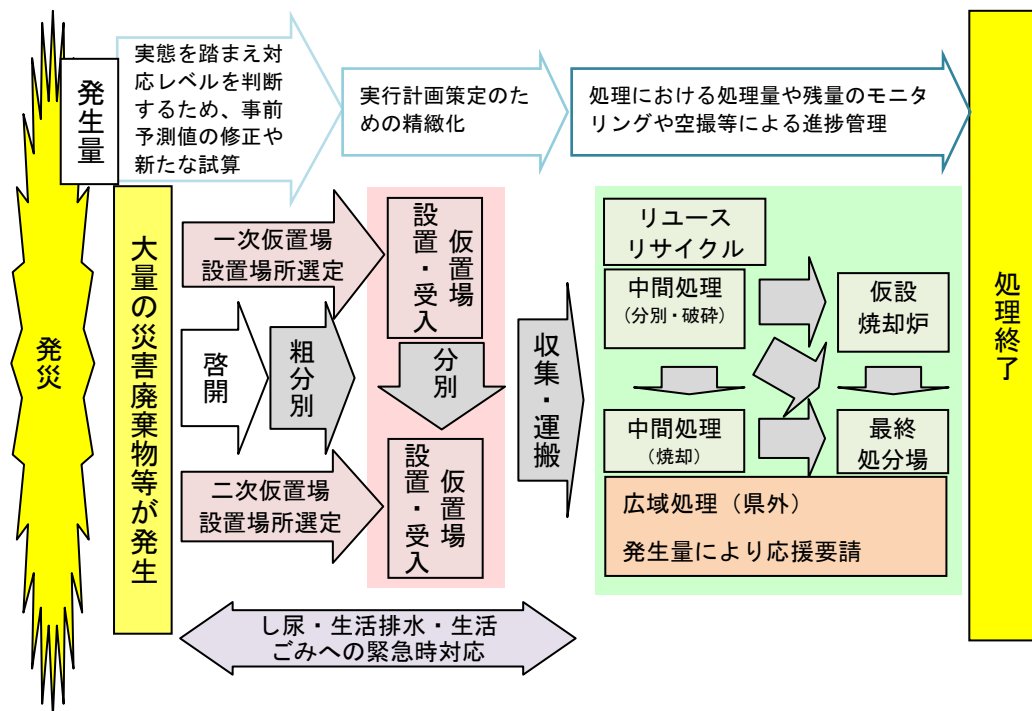 発災
発生量
実態を踏まえ対
応レベルを判断
するため、事前
予測値の修正や
新たな試算
実行計画策定のた
めの精緻化
処理における処理量や残量のモニタ
リングや空撮等による進捗管理
大量の災害廃棄物等が発生
一次仮置場
設置場所選定
啓開
粗分別
二次仮置場
設置場所選定
仮置場
設置・受入
分別
仮置場
設置・受入
収集・運搬
リユース
リサイクル
中間処理
（分別・破砕）
仮設
焼却炉
中間処理
（焼却）
最終
処分場
広域処理（県外）
発生量により応援要請
処理終了
し尿・生活排水・生活
ごみへの緊急時対応